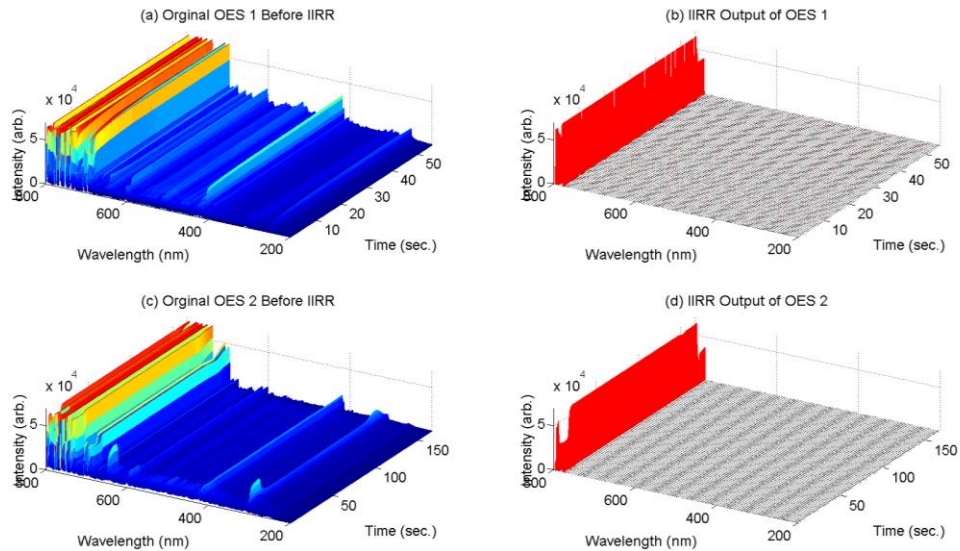 (a) Orginal OES 1 Before IIRR
x 10^4
5
0
Intensity (arb.)
800
600
400
200
Wavelength (nm)
10
20
30
40
50
Time (sec.)
(b) IIRR Output of OES 1
x 10^4
5
0
Intensity (arb.)
800
600
400
200
Wavelength (nm)
10
20
30
40
50
Time (sec.)
(c) Orginal OES 2 Before IIRR
x 10^4
5
0
Intensity (arb.)
800
600
400
200
Wavelength (nm)
50
100
150
Time (sec.)
(d) IIRR Output of OES 2
x 10^4
5
0
Intensity (arb.)
800
600
400
200
Wavelength (nm)
50
100
150
Time (sec.)